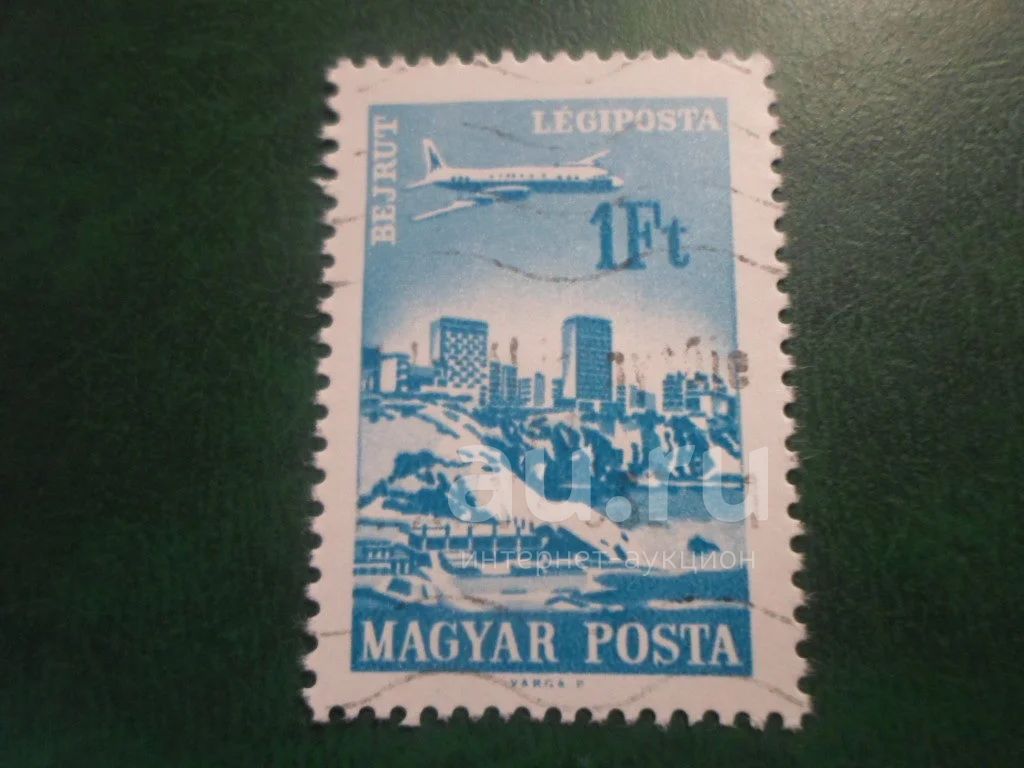 BEJRUT
LÉGIPOSTA
1Ft
au.ru
интернет-аукцион
MAGYAR POSTA
VARGA P.